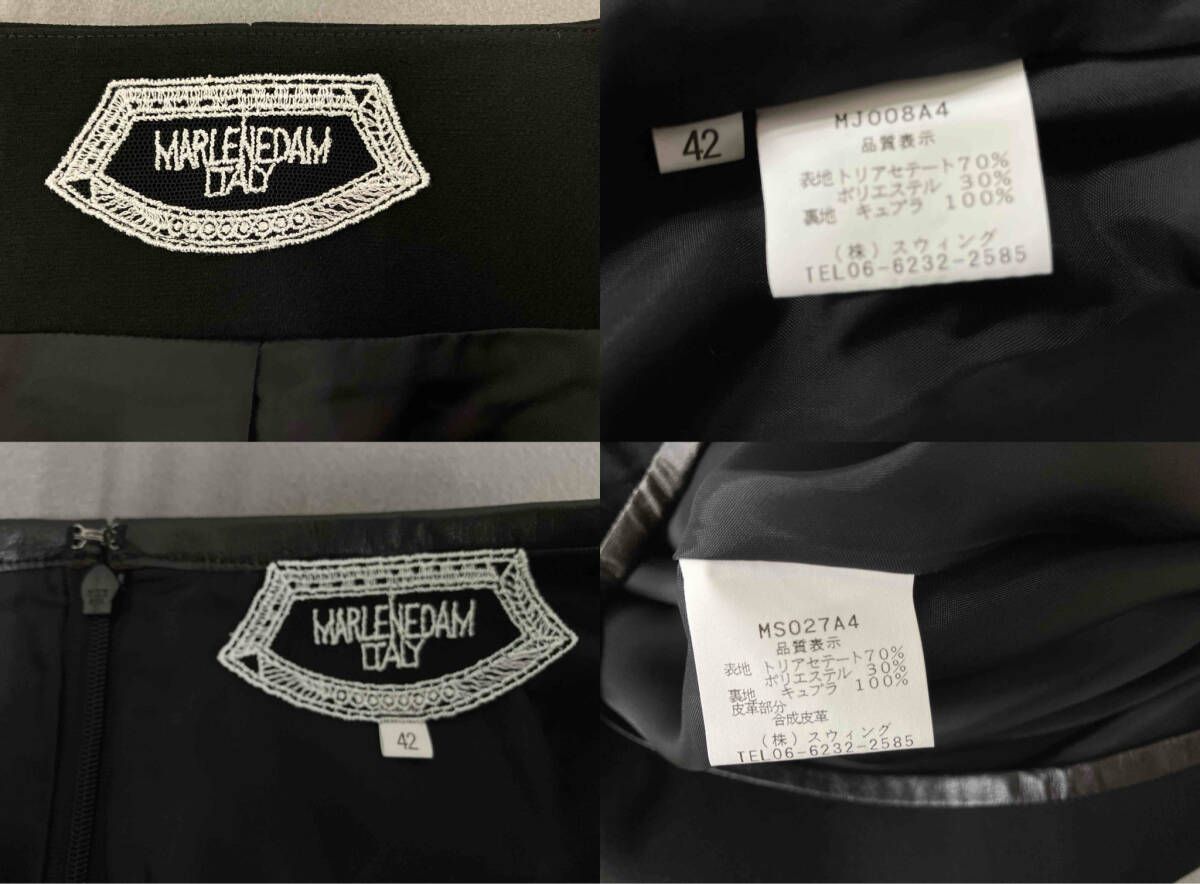 MARLENEDAM
ITALY
42
MJ008A4
品質表示
表地 トリアセテート 70%
ポリエステル 30%
裏地 キュプラ 100%
(株) スウィング
TEL06-6232-2585
MARLENEDAM
ITALY
42
MS027A4
品質表示
表地 トリアセテート 70%
ポリエステル 30%
裏地 キュプラ 100%
皮革部分
合成皮革
(株) スウィング
TEL06-6232-2585